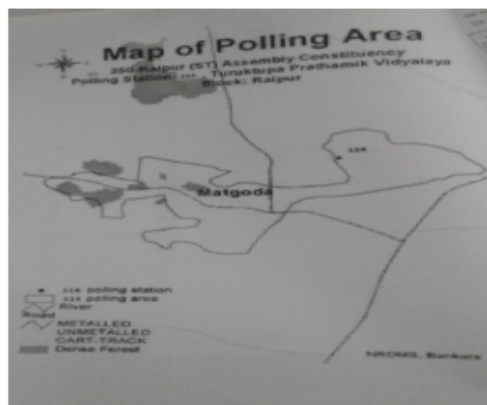 Map of Polling Area
250-Raipur (ST) Assembly Constituency
Polling Station: 114 , Turuktupa Prathamik Vidyalaya
Block: Raipur
114
Matgoda
114 polling station
114 polling area
River
Road
METALLED
UNMETALLED
CART-TRACK
Dense Forest
NRDMS, Bankura